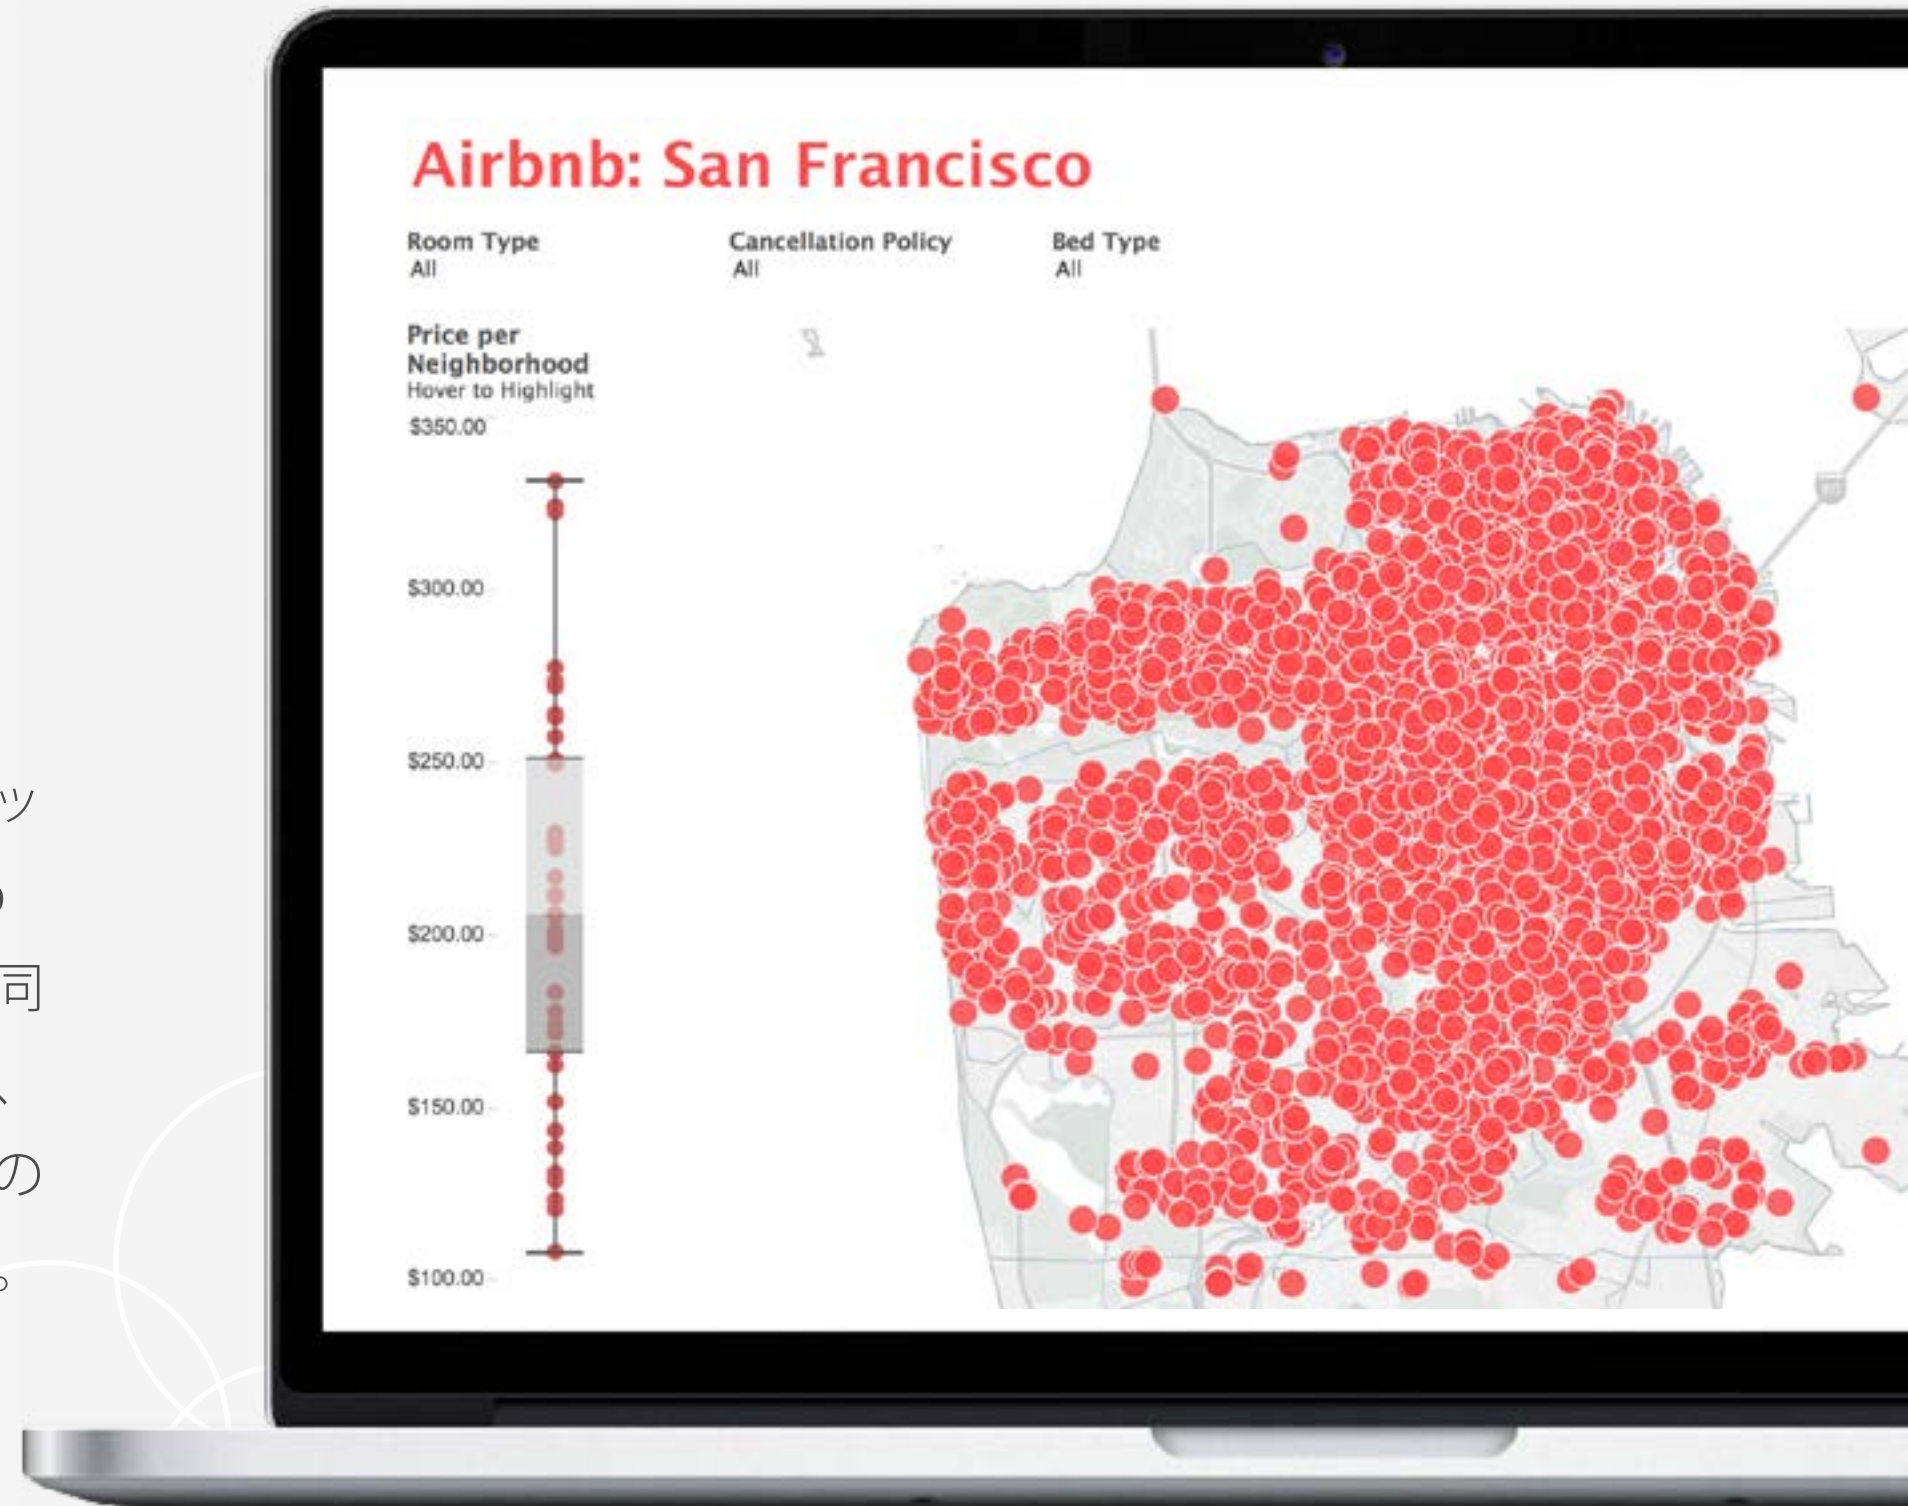 ッ
同
、
の
。
Airbnb: San Francisco
Room Type
All
Cancellation Policy
All
Bed Type
All
Price per
Neighborhood
Hover to Highlight
$350.00
$300.00
$250.00
$200.00
$150.00
$100.00